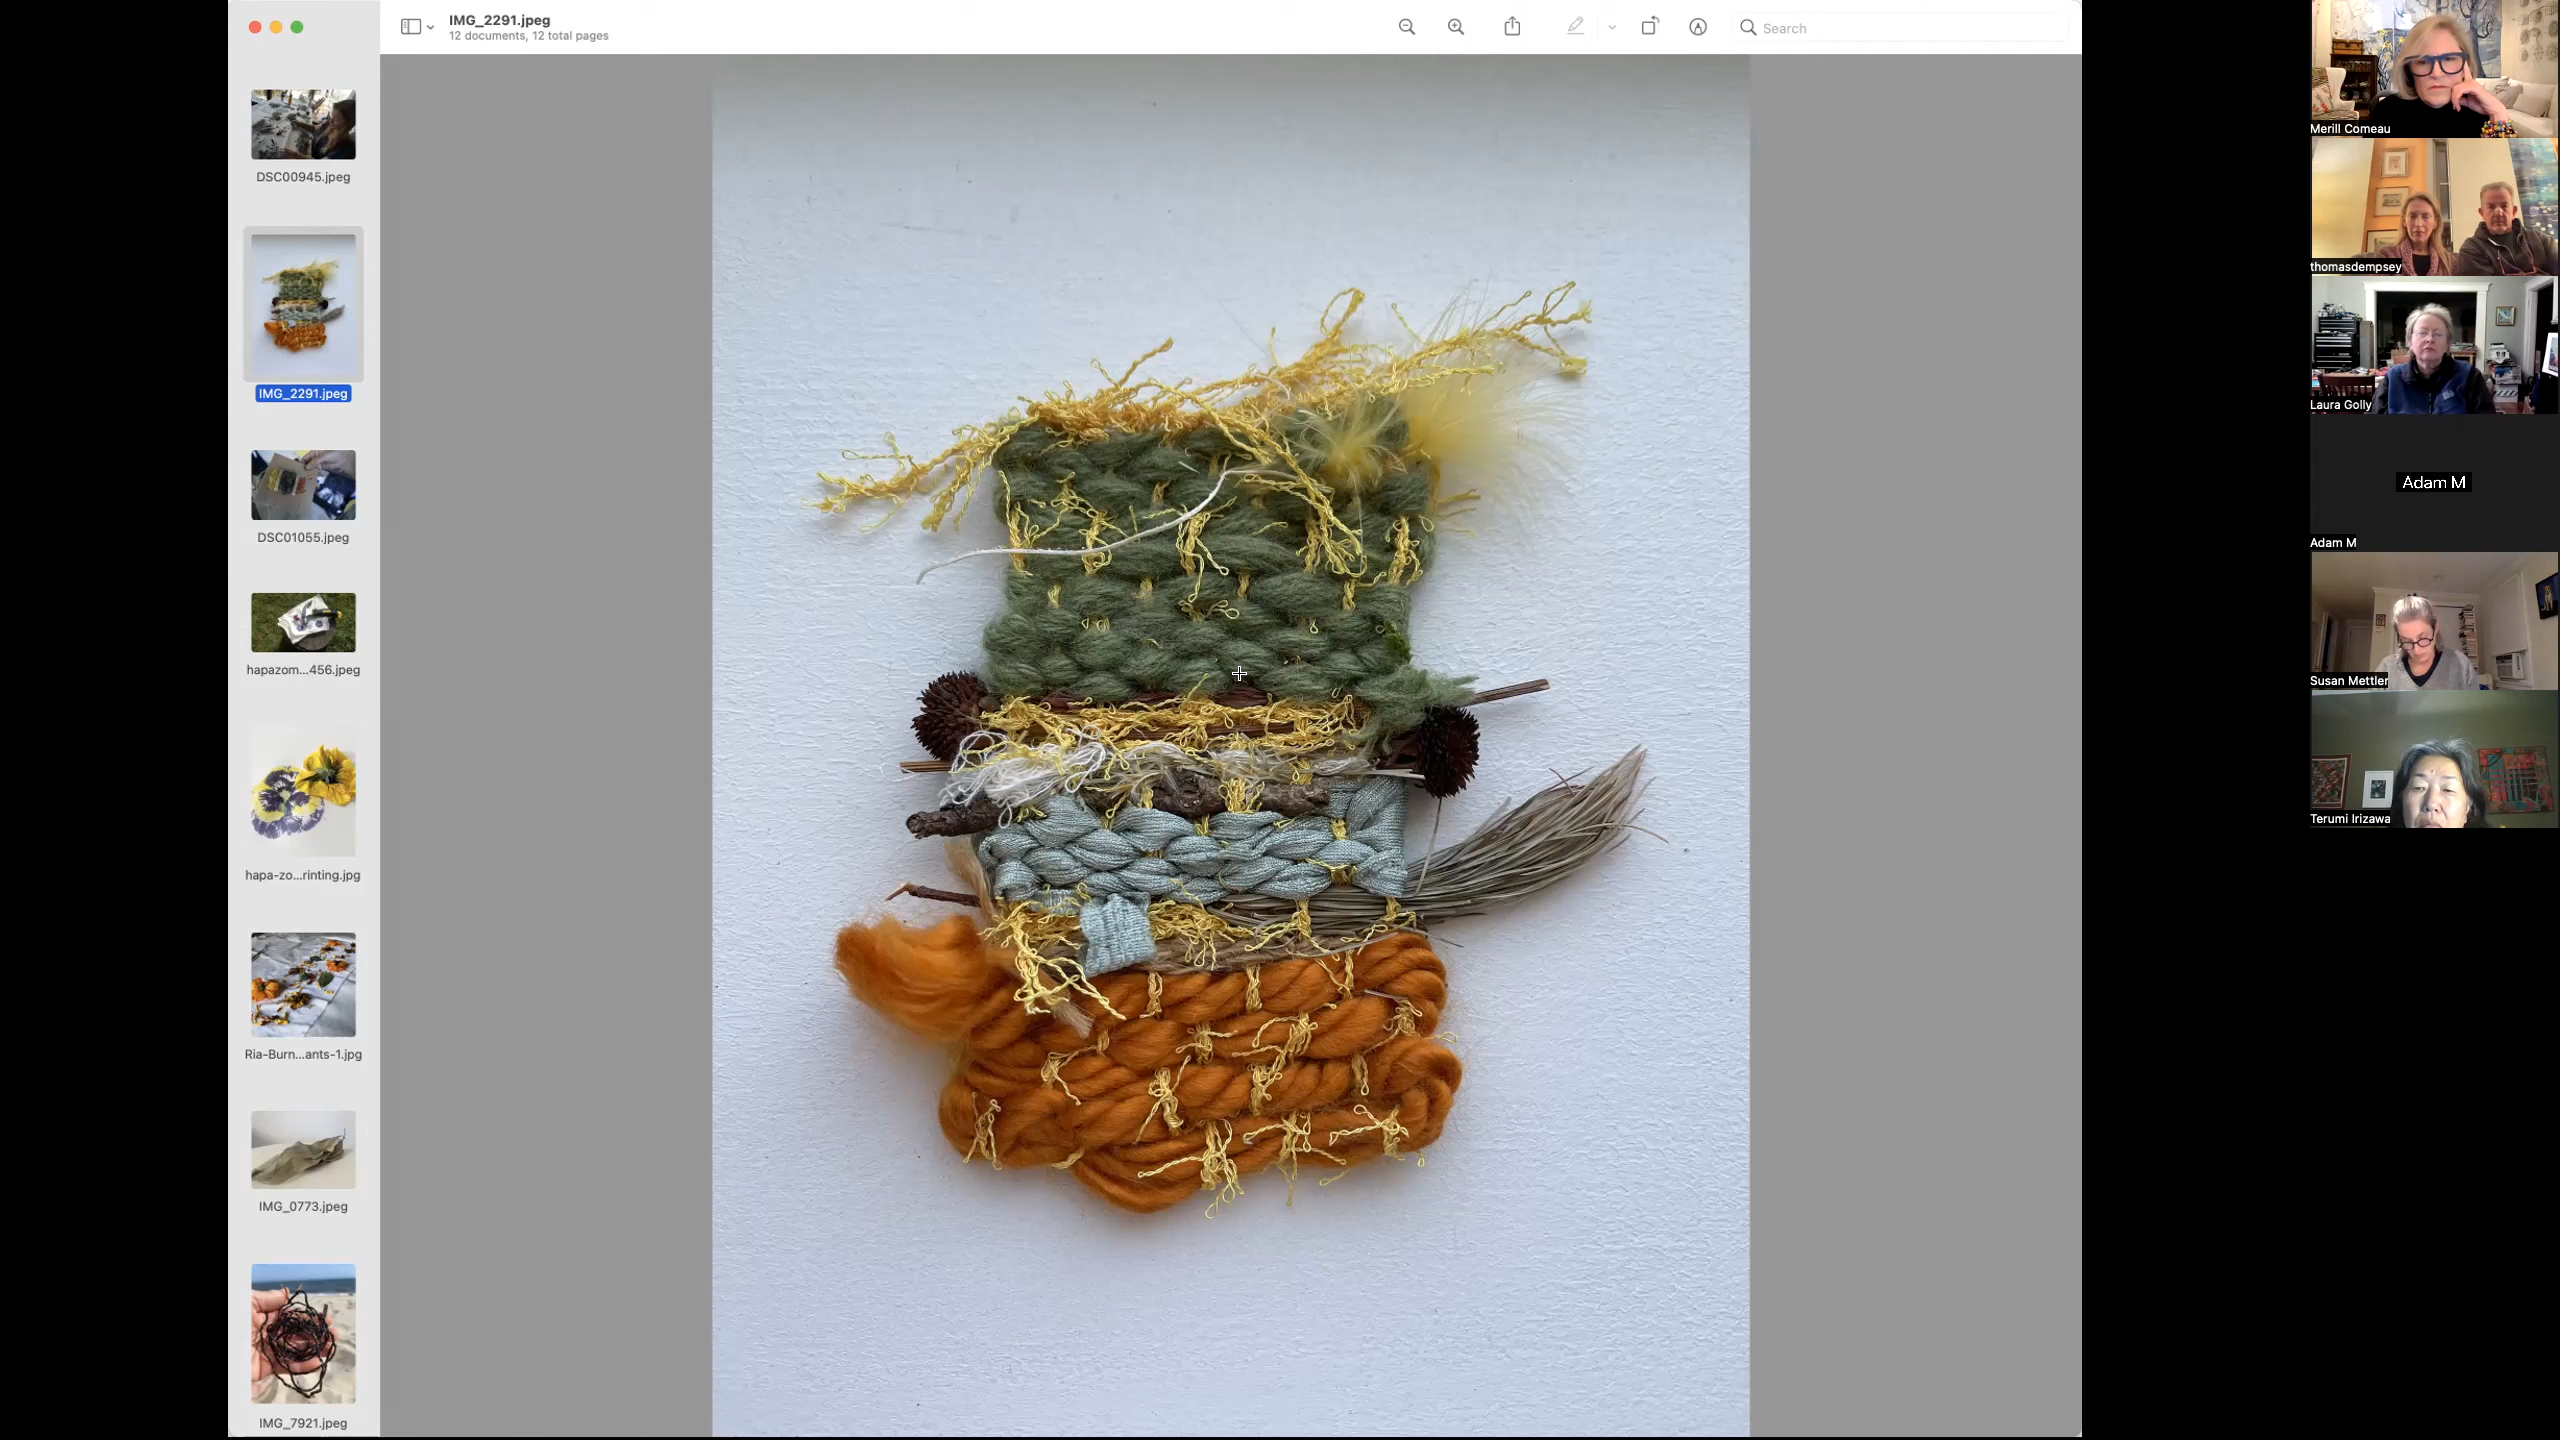 IMG_2291.jpeg
12 documents, 12 total pages
Search
DSC00945.jpeg
IMG_2291.jpeg
DSC01055.jpeg
hapazom...456.jpeg
hapa-zo...rinting.jpg
Ria-Burn...ants-1.jpg
IMG_0773.jpeg
IMG_7921.jpeg
Merill Comeau
thomasdempsey
Laura Golly
Adam M
Adam M
Susan Mettler
Terumi Irizawa